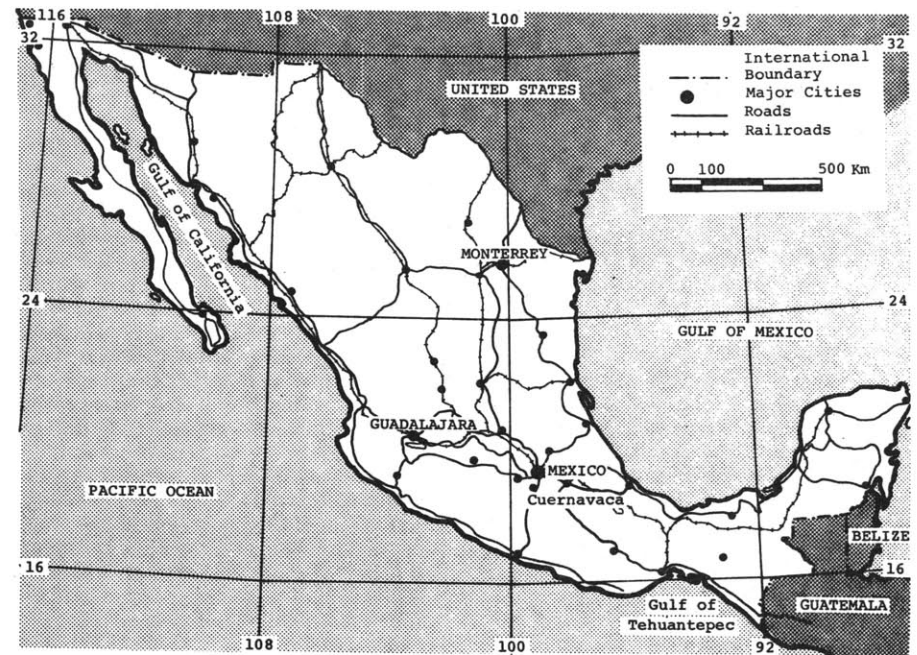 116
108
100
92
32
32
International
Boundary
Major Cities
Roads
Railroads
0 100 500 Km
UNITED STATES
Gulf of California
MONTERREY
24
24
GULF OF MEXICO
GUADALAJARA
MEXICO
PACIFIC OCEAN
Cuernavaca
BELIZE
16
16
Gulf of
Tehuantepec
GUATEMALA
108
100
92